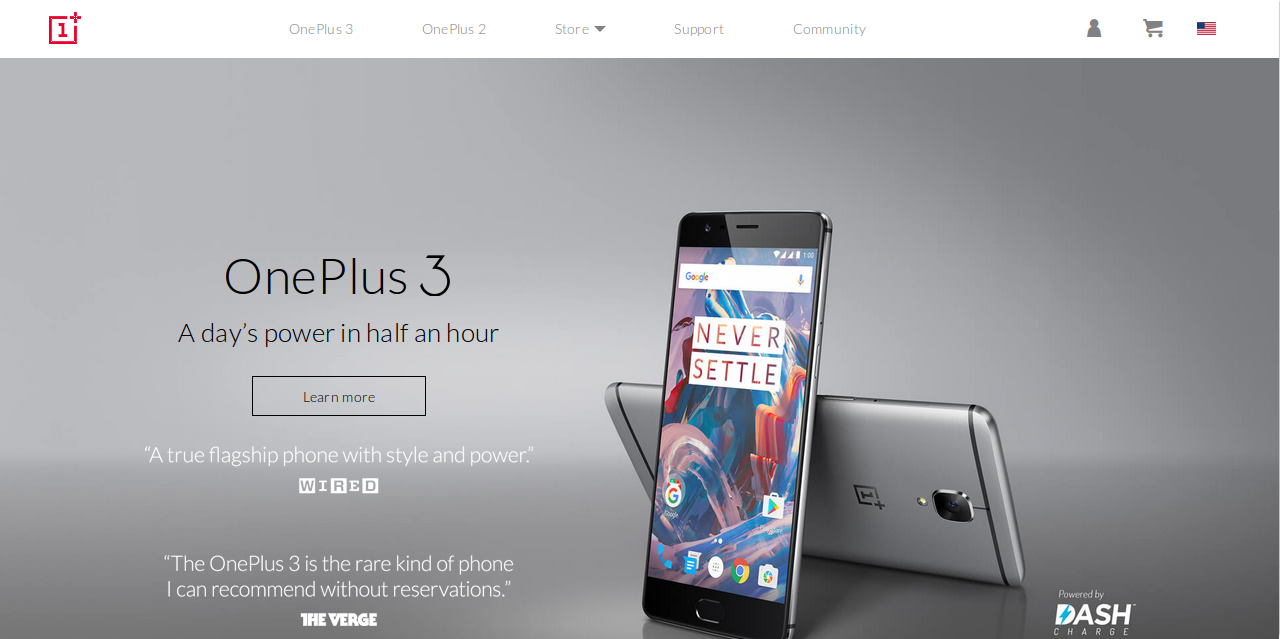 OnePlus 3
OnePlus 2
Store
Support
Community
OnePlus 3
A day's power in half an hour
Learn more
“A true flagship phone with style and power.”
WIRED
“The OnePlus 3 is the rare kind of phone
I can recommend without reservations.”
THE VERGE
1:00
Google
NEVER
SETTLE
Google
Powered by
DASH
CHARGE